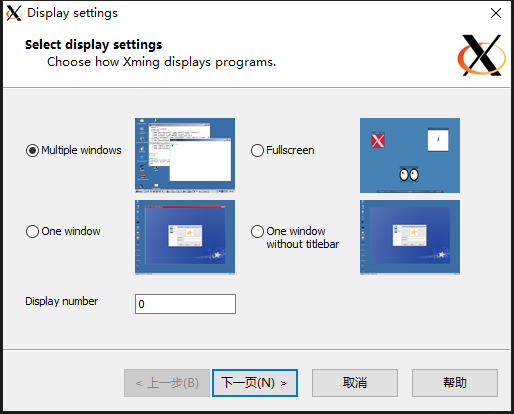 Display settings
Select display settings
Choose how Xming displays programs.
Multiple windows
Fullscreen
One window
One window
without titlebar
Display number
0
< 上一步(B)
下一页(N) >
取消
帮助